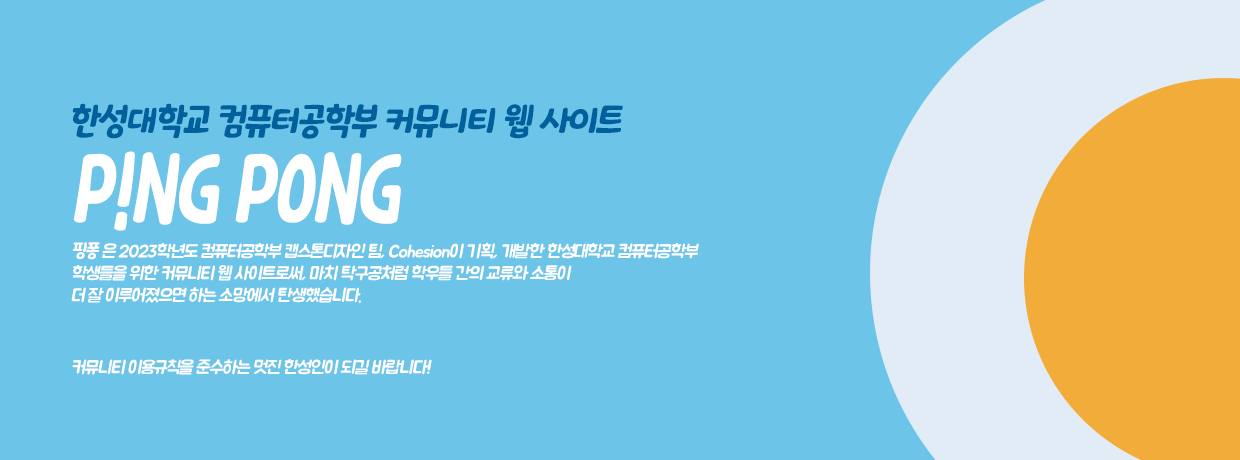 한성대학교 컴퓨터공학부 커뮤니티 웹 사이트
P!NG PONG
핑퐁 은 2023학년도 컴퓨터공학부 캡스톤디자인 팀, Cohesion이 기획, 개발한 한성대학교 컴퓨터공학부
학생들을 위한 커뮤니티 웹 사이트로써, 마치 탁구공처럼 학우들 간의 교류와 소통이
더 잘 이루어졌으면 하는 소망에서 탄생했습니다.
커뮤니티 이용규칙을 준수하는 멋진 한성인이 되길 바랍니다!